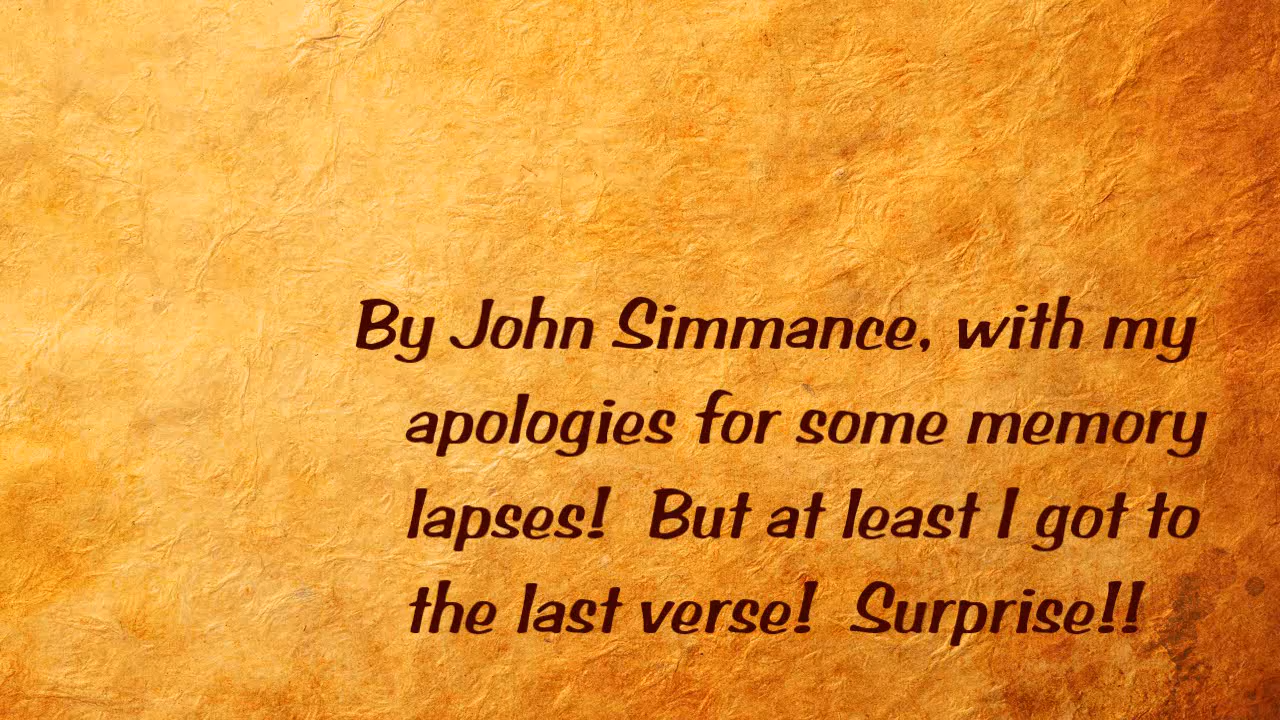 By John Simmance, with my
apologies for some memory
lapses!  But at least I got to
the last verse!  Surprise!!